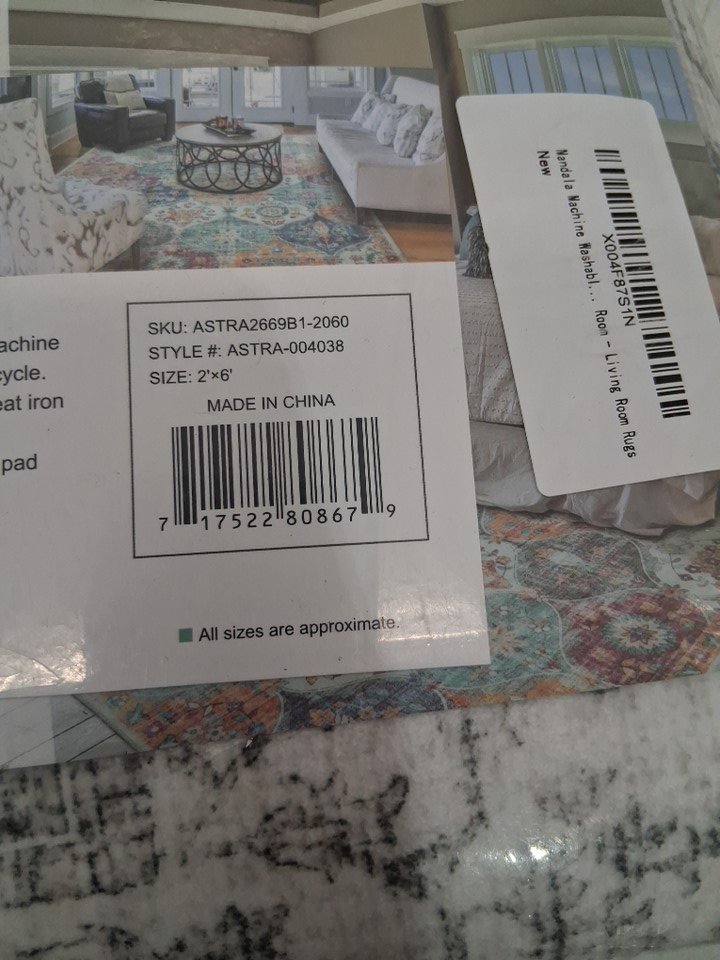 achine
cycle.
eat iron
pad
SKU: ASTRA2669B1-2060
STYLE #: ASTRA-004038
SIZE: 2'×6'
MADE IN CHINA
7 17522 80867 9
All sizes are approximate.
X004F87S1N
Nandala Machine Washabl... Room - Living Room Rugs
New